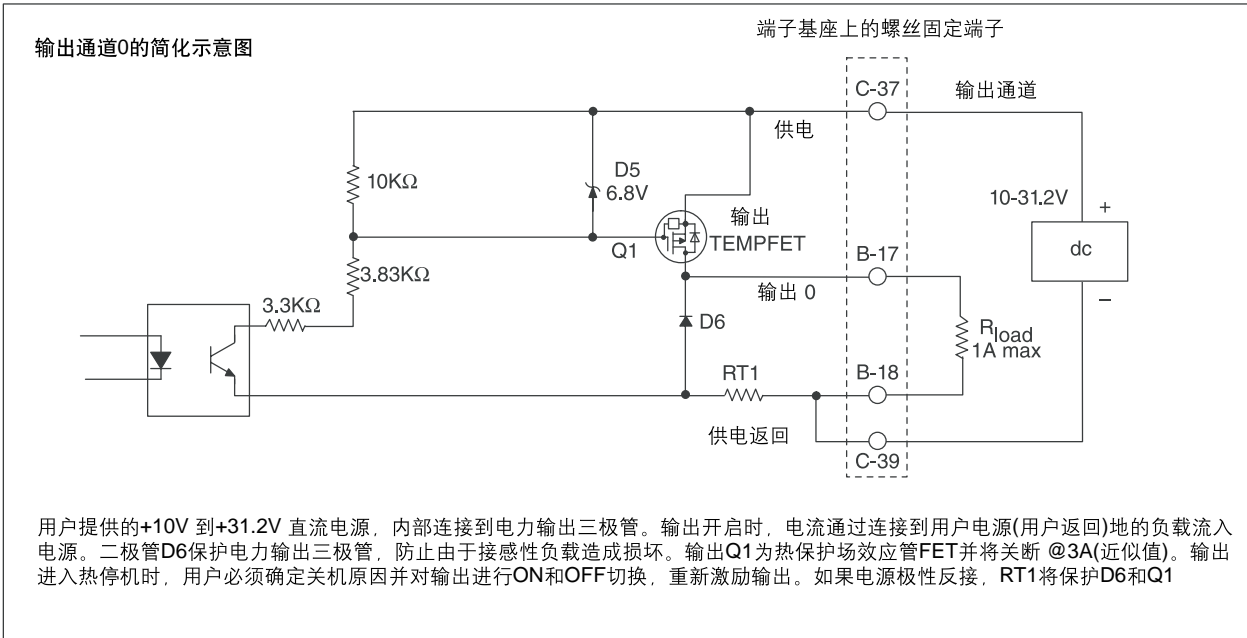 端子基座上的螺丝固定端子
输出通道0的简化示意图
C-37
输出通道
供电
D5
6.8V
10KΩ
10-31.2V
+
输出
TEMPFET
Q1
dc
B-17
3.83KΩ
输出 0
3.3KΩ
D6
Rload
1A max
–
RT1
B-18
供电返回
C-39
用户提供的+10V 到+31.2V 直流电源，内部连接到电力输出三极管。输出开启时，电流通过连接到用户电源(用户返回)地的负载流入
电源。二极管D6保护电力输出三极管，防止由于接感性负载造成损坏。输出Q1为热保护场效应管FET并将关断 @3A(近似值)。输出
进入热停机时，用户必须确定关机原因并对输出进行ON和OFF切换，重新激励输出。如果电源极性反接，RT1将保护D6和Q1